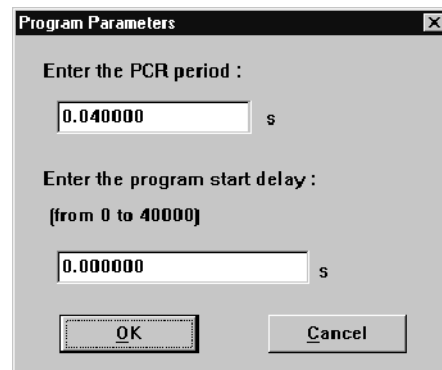 Program Parameters
Enter the PCR period :
0.040000 s
Enter the program start delay :
(from 0 to 40000)
0.000000 s
OK Cancel